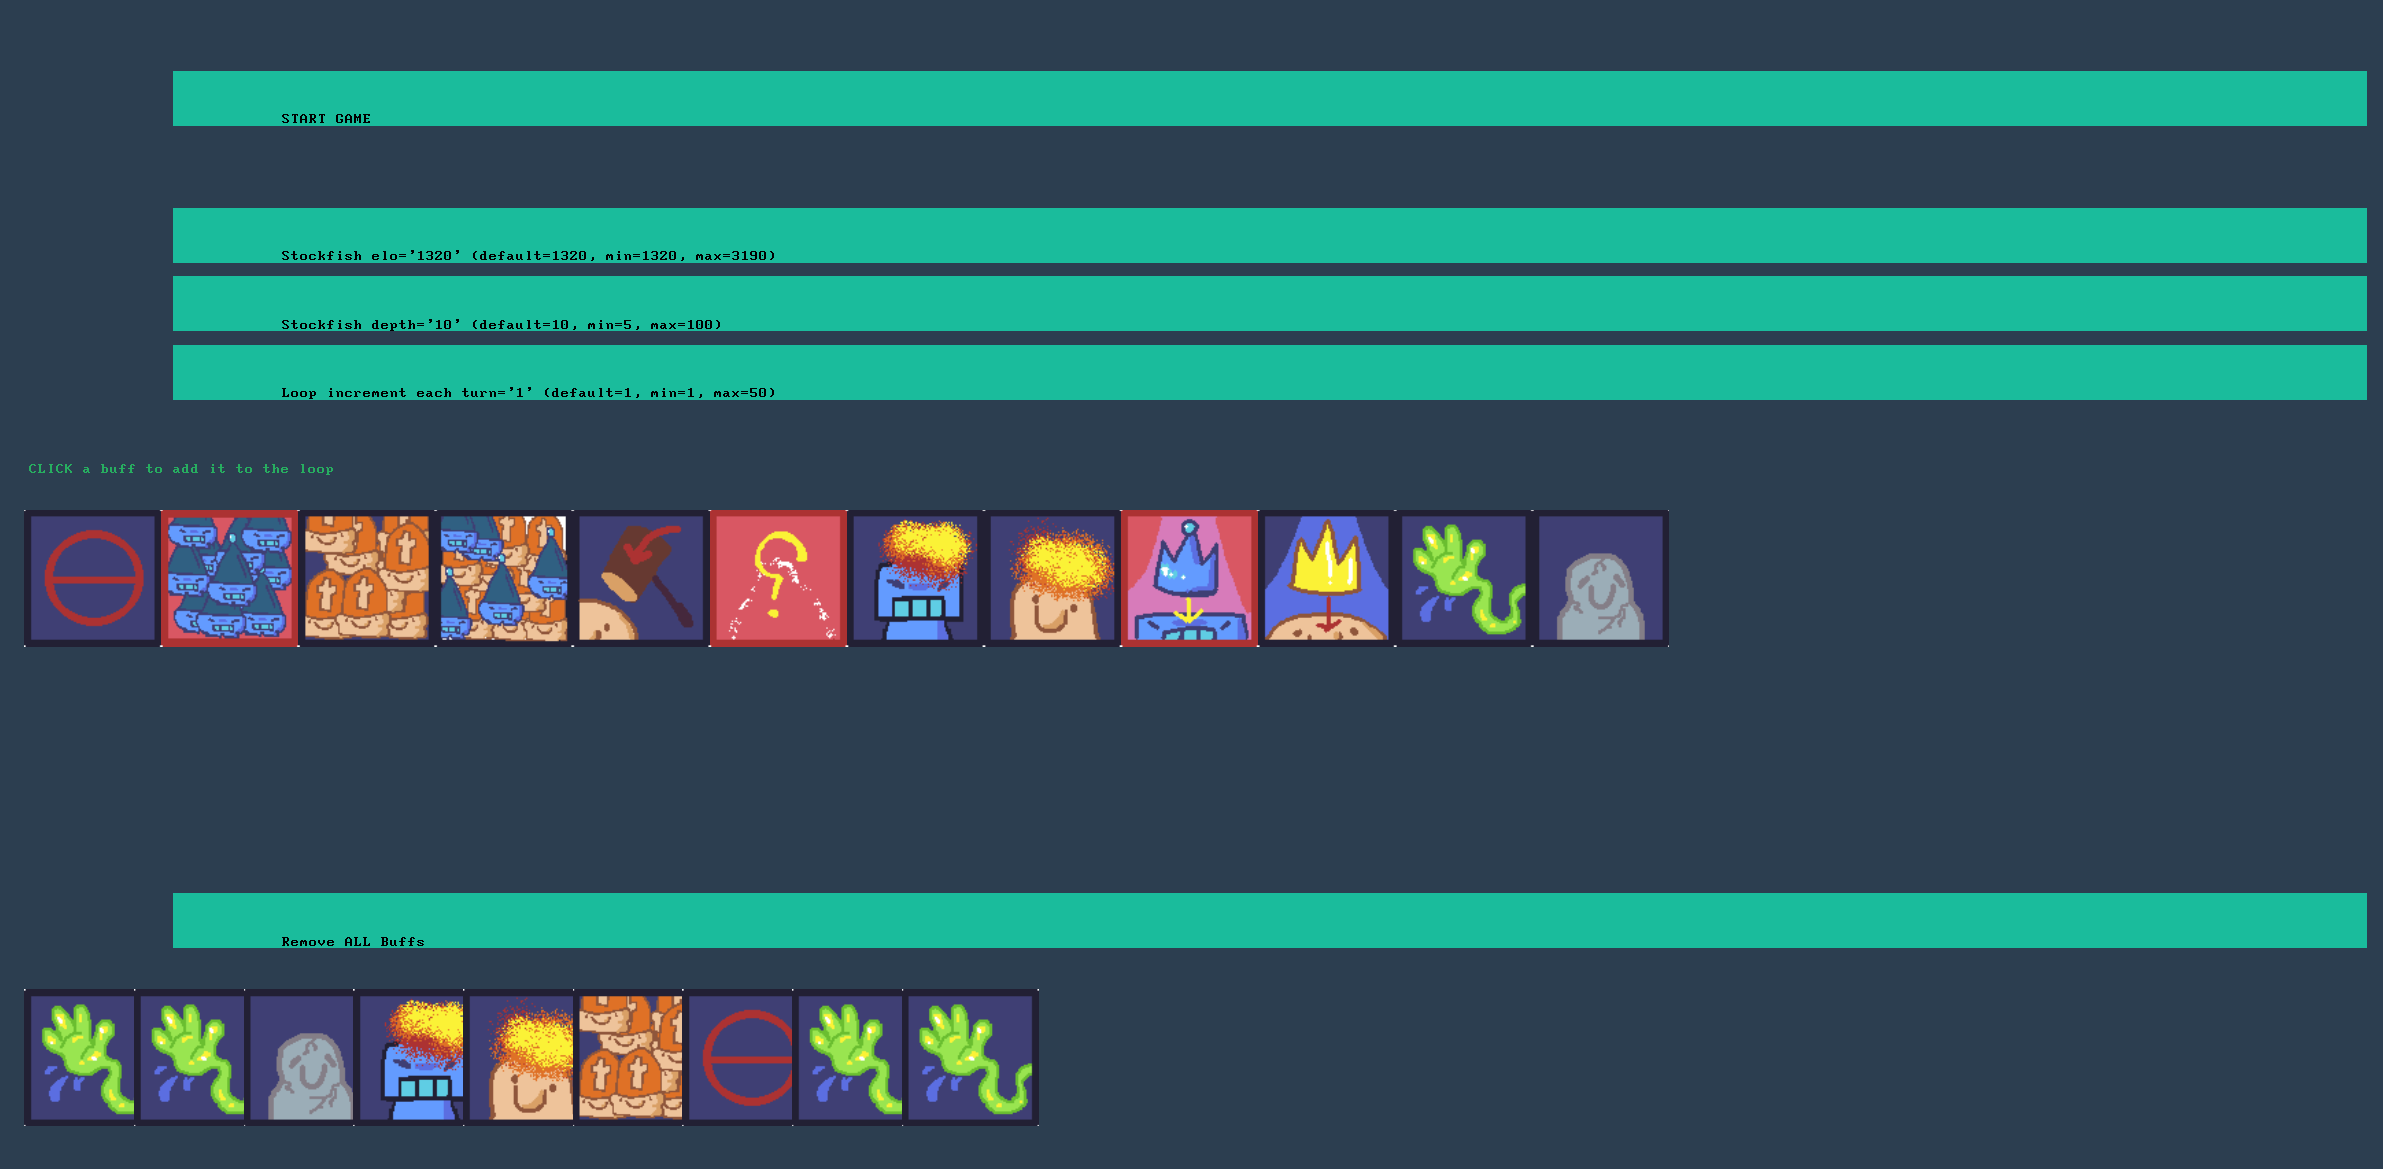 START GAME
Stockfish elo='1320' (default=1320, min=1320, max=3190)
Stockfish depth='10' (default=10, min=5, max=100)
Loop increment each turn='1' (default=1, min=1, max=50)
CLICK a buff to add it to the loop
?
Remove ALL Buffs